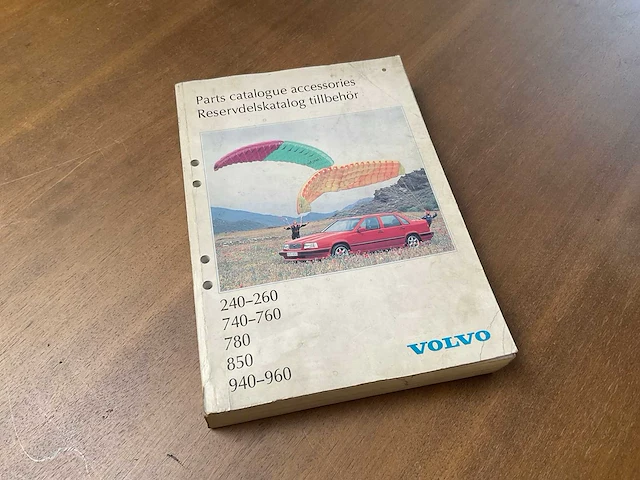 Parts catalogue accessories
Reservdelskatalog tillbehör
240-260
740-760
780
850
940-960
VOLVO